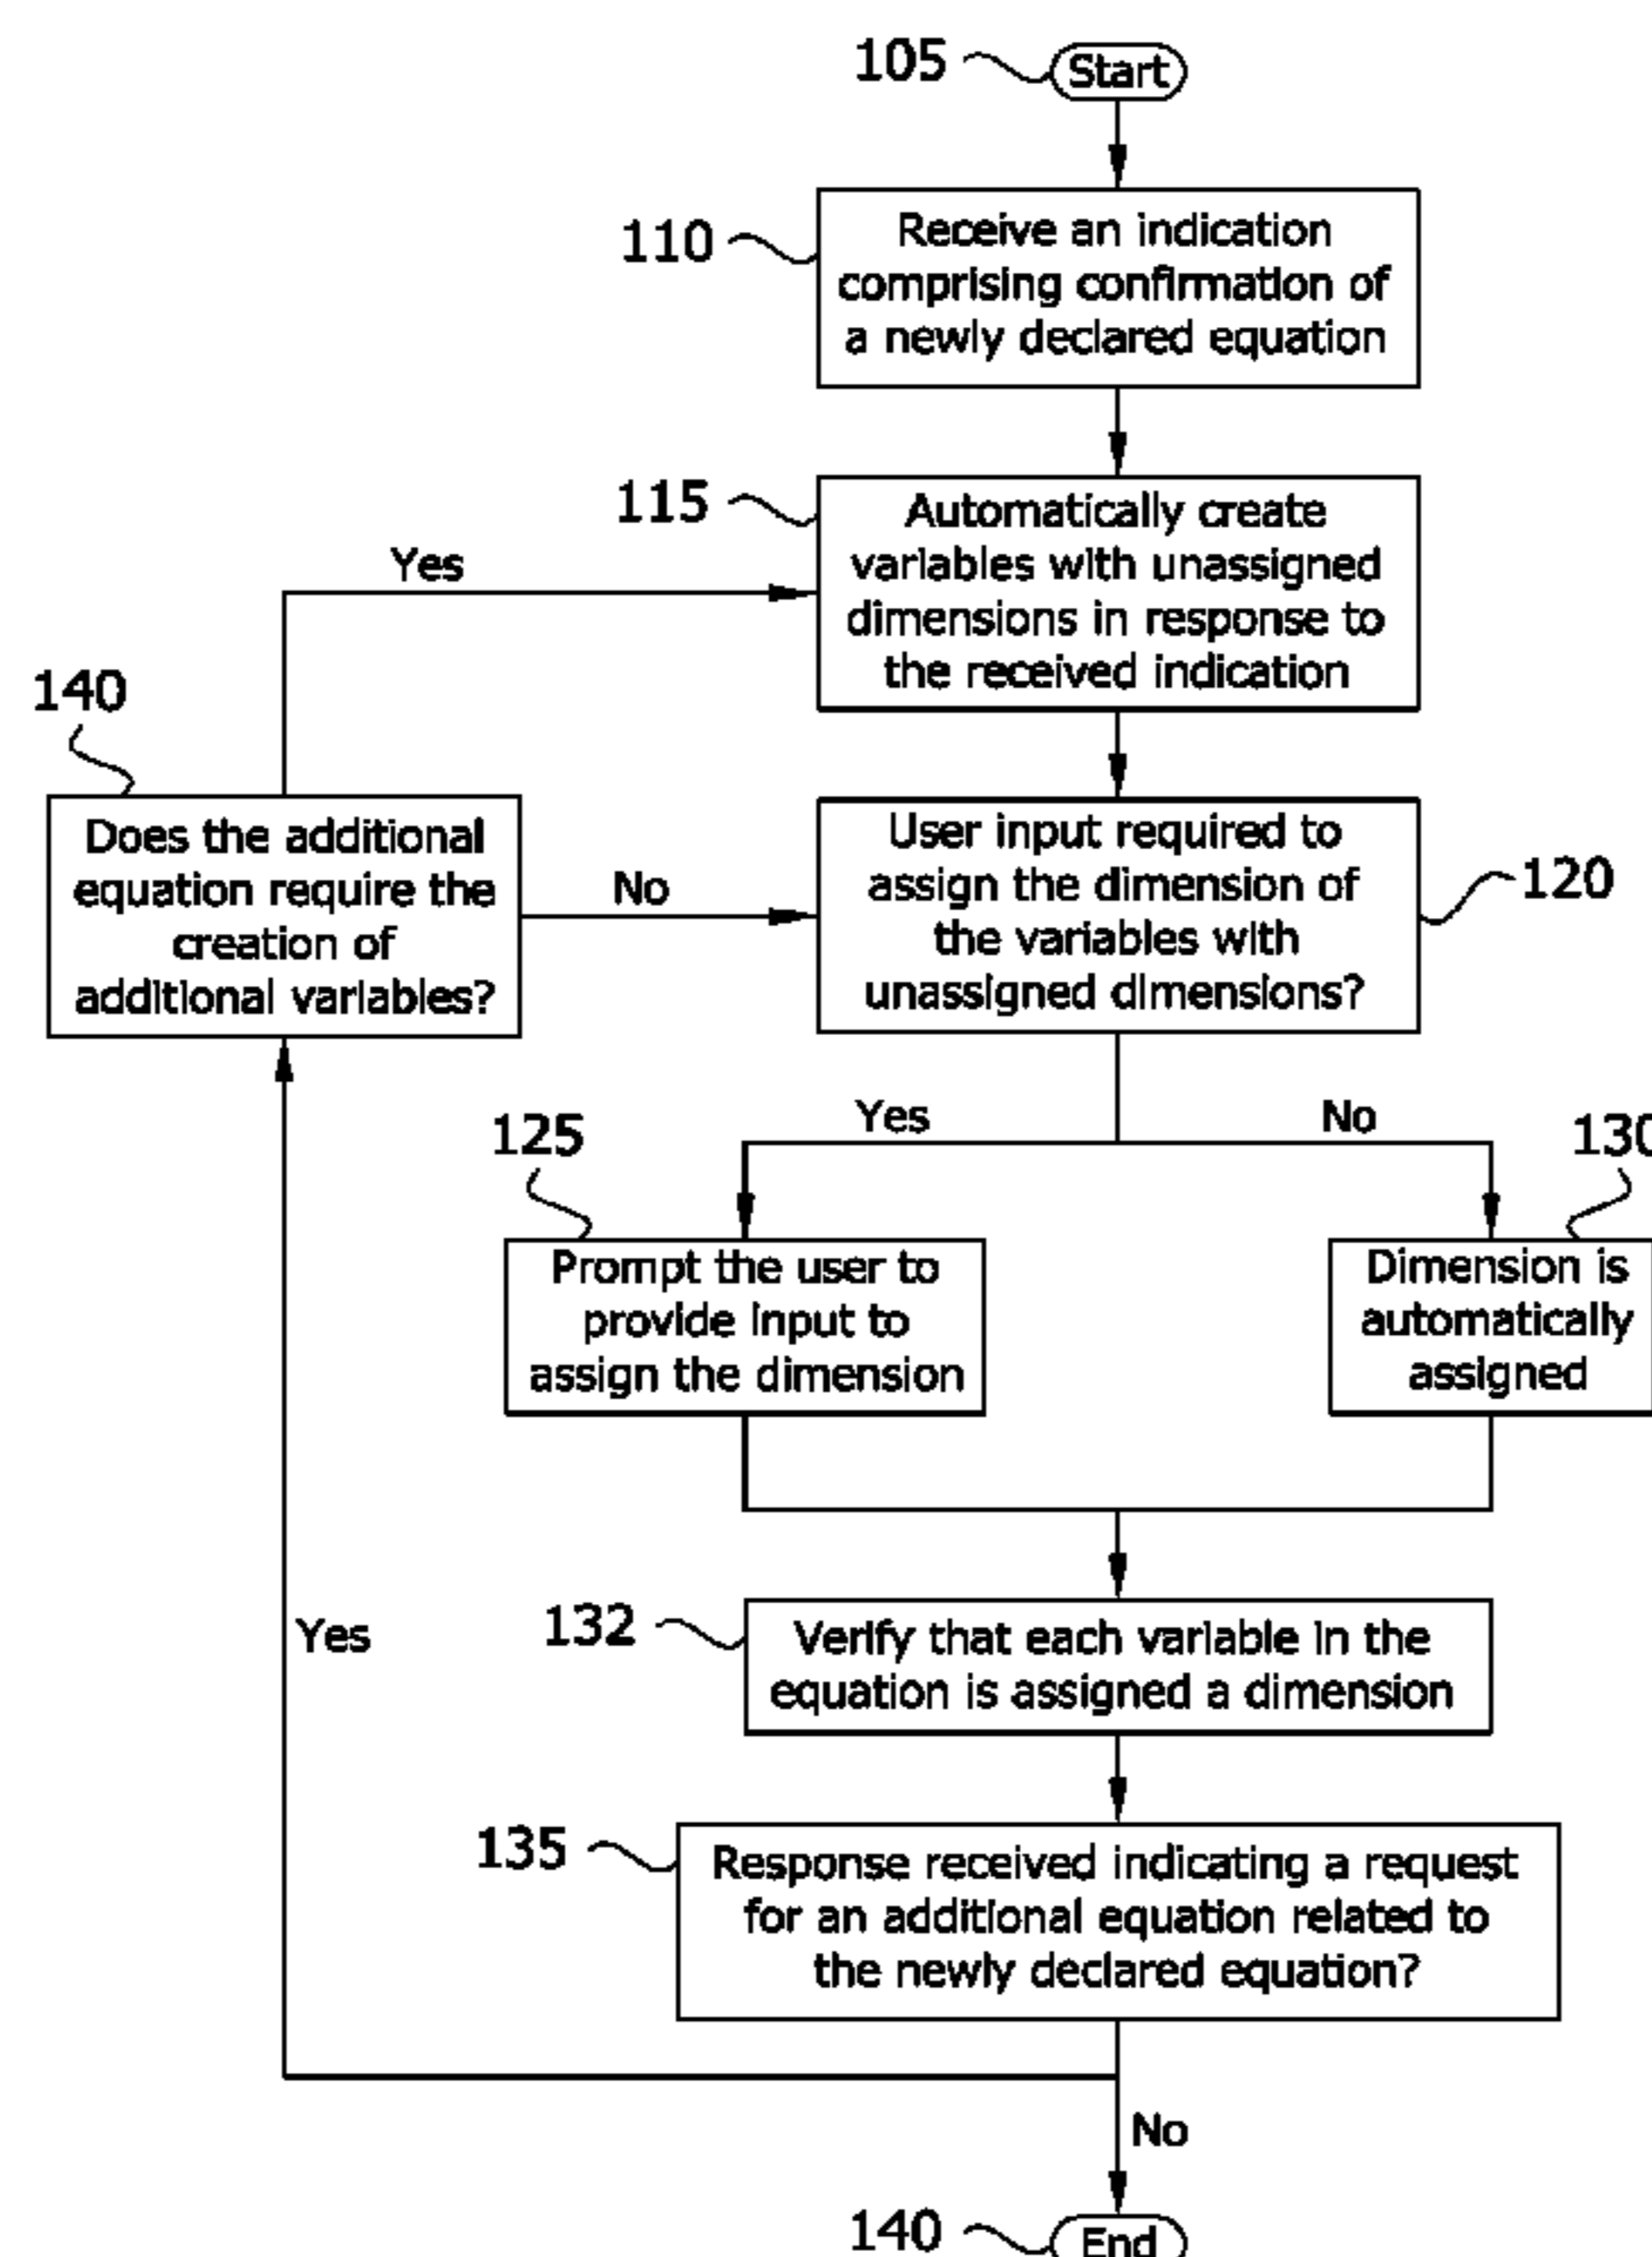 105
Start
110
Receive an indication
comprising confirmation of
a newly declared equation
115
Automatically create
variables with unassigned
dimensions in response to
the received indication
Yes
140
Does the additional
equation require the
creation of
additional variables?
No
User input required to
assign the dimension of
the variables with
unassigned dimensions?
120
Yes
No
125
130
Prompt the user to
provide input to
assign the dimension
Dimension is
automatically
assigned
Yes
132
Verify that each variable in the
equation is assigned a dimension
135
Response received indicating a request
for an additional equation related to
the newly declared equation?
No
140
End